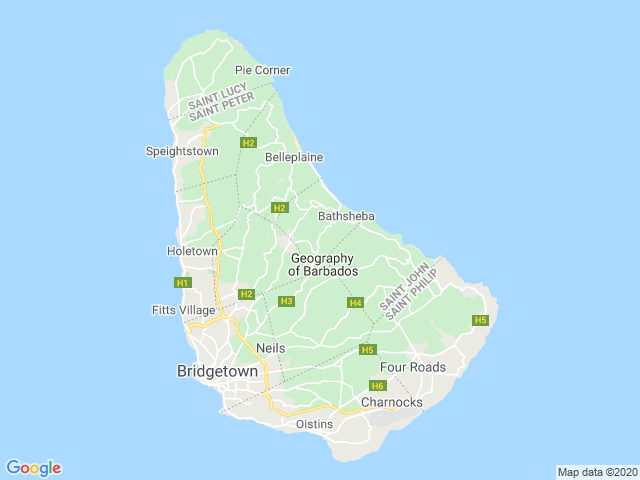 Pie Corner
SAINT LUCY
SAINT PETER
H2
Speightstown
Belleplaine
H2
Bathsheba
Holetown
Geography
of Barbados
SAINT JOHN
SAINT PHILIP
H1
H2
H3
H4
Fitts Village
H5
Neils
H5
Four Roads
Bridgetown
H6
Charnocks
Oistins
Google
Map data ©2020